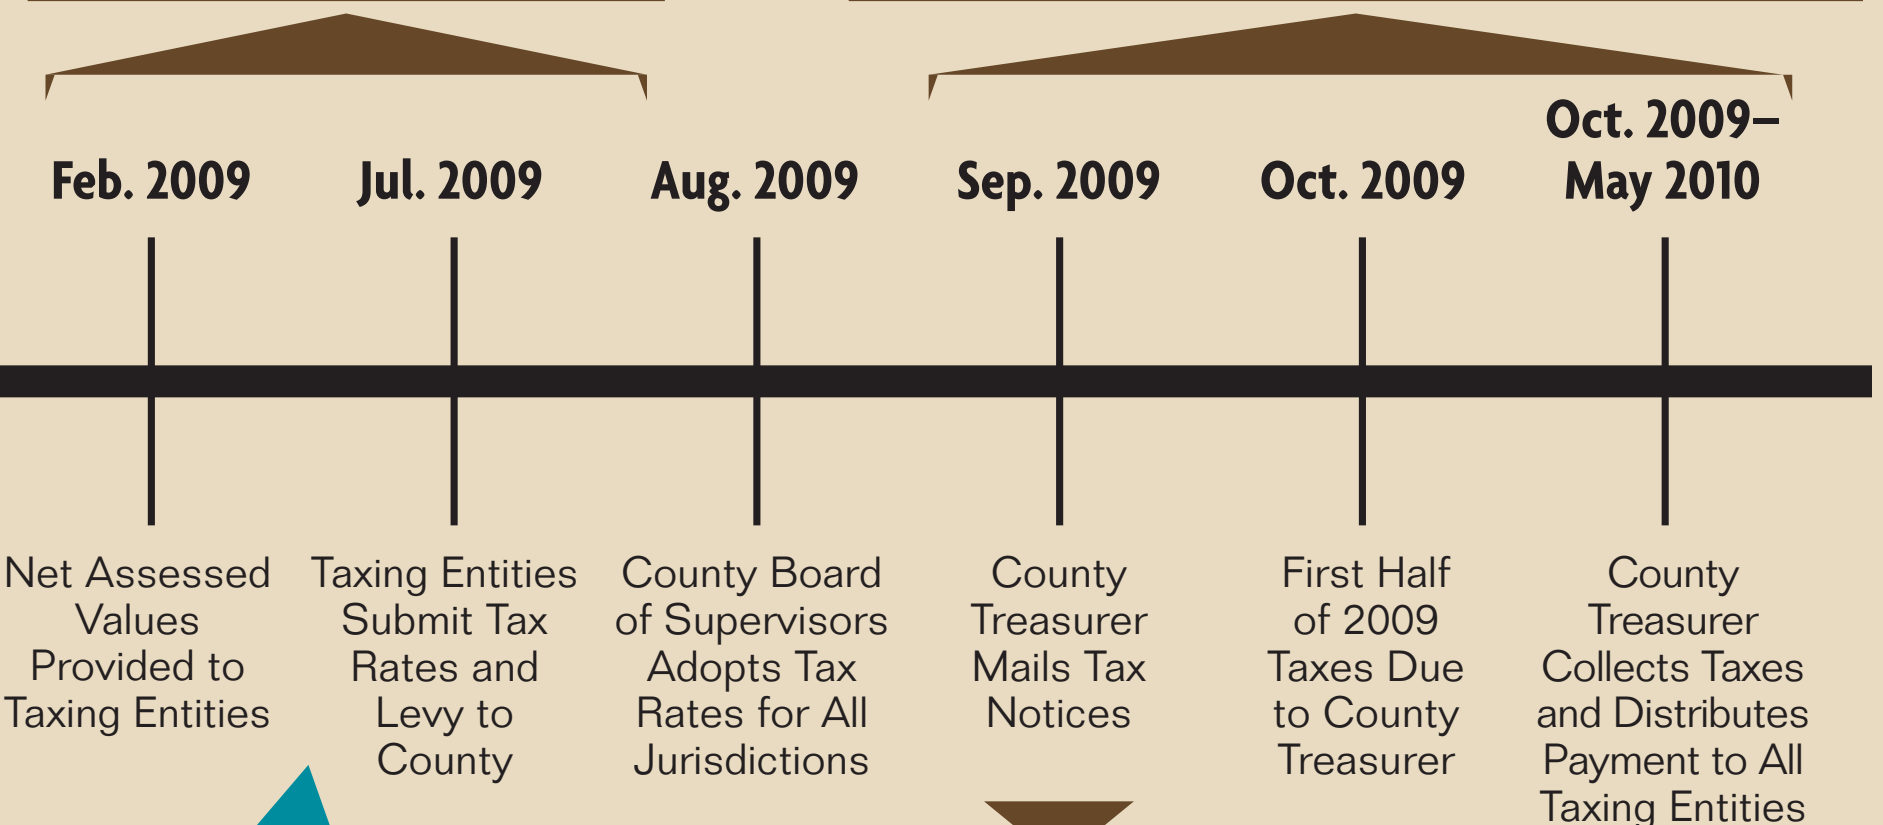 Feb. 2009
Jul. 2009
Aug. 2009
Sep. 2009
Oct. 2009
Oct. 2009–
May 2010
Net Assessed
Values
Provided to
Taxing Entities
Taxing Entities
Submit Tax
Rates and
Levy to
County
County Board
of Supervisors
Adopts Tax
Rates for All
Jurisdictions
County
Treasurer
Mails Tax
Notices
First Half
of 2009
Taxes Due
to County
Treasurer
County
Treasurer
Collects Taxes
and Distributes
Payment to All
Taxing Entities